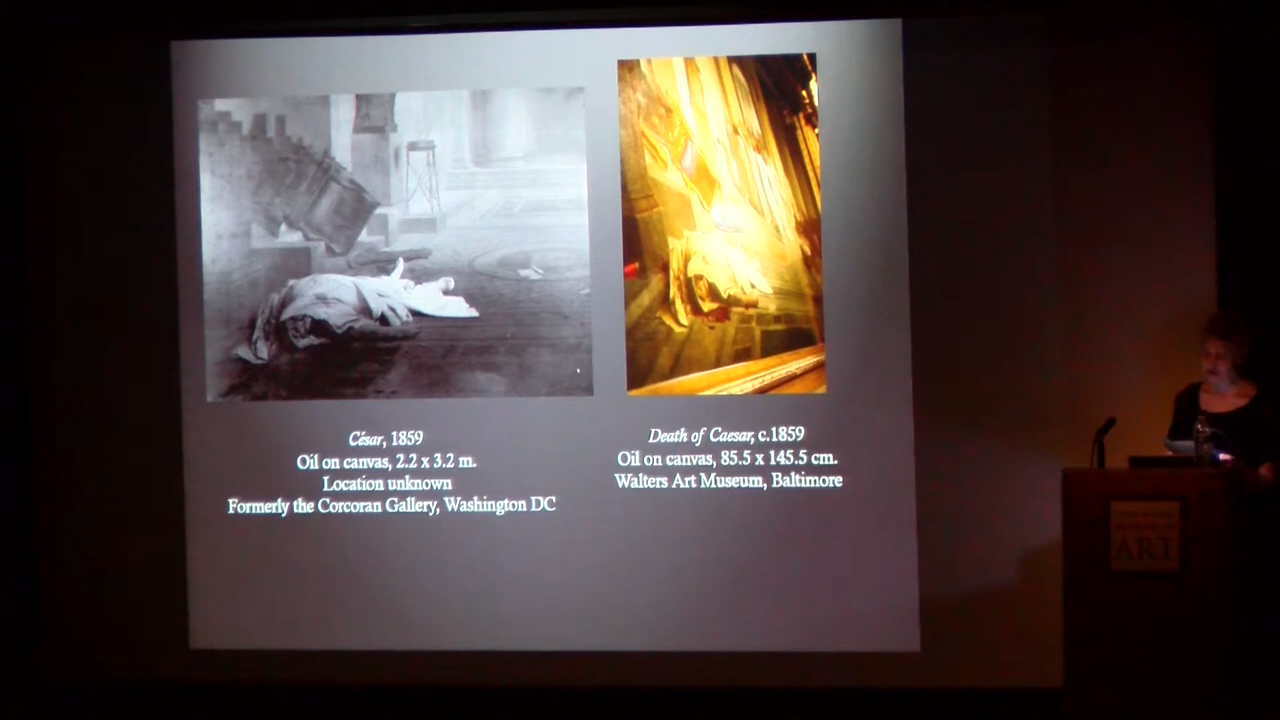 César, 1859
Oil on canvas, 2.2 x 3.2 m.
Location unknown
Formerly the Corcoran Gallery, Washington DC
Death of Caesar, c.1859
Oil on canvas, 85.5 x 145.5 cm.
Walters Art Museum, Baltimore
ART